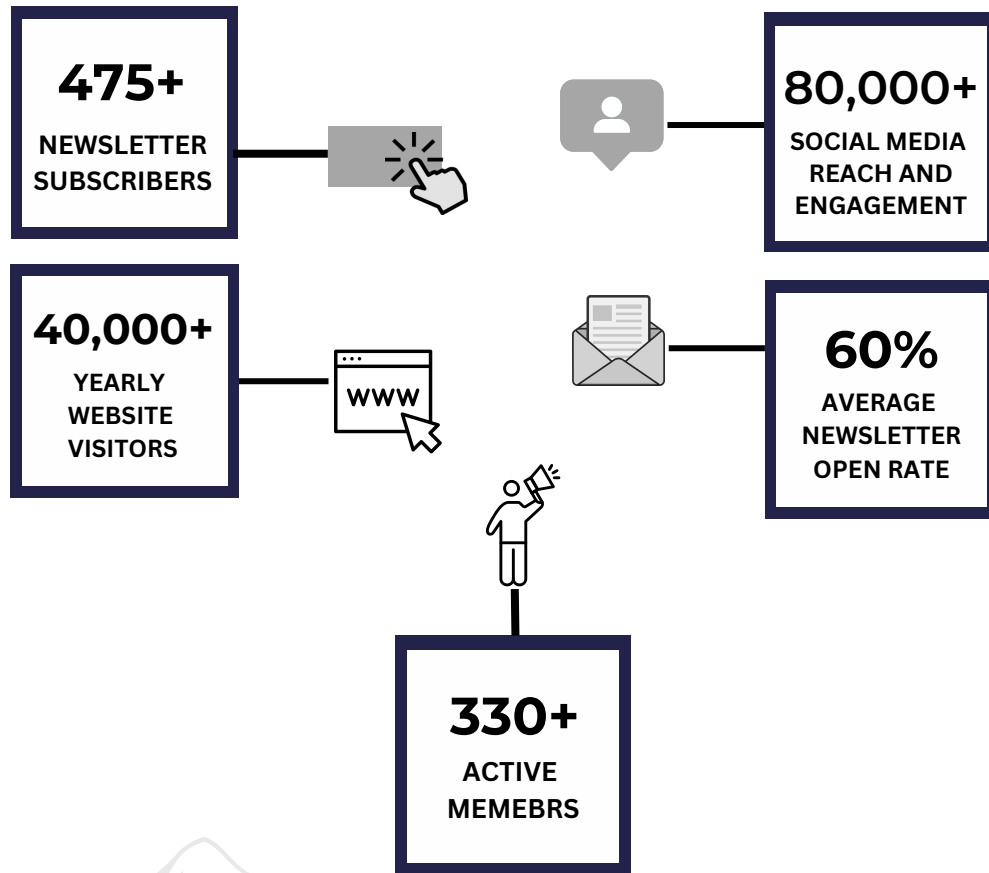 475+
NEWSLETTER
SUBSCRIBERS
80,000+
SOCIAL MEDIA
REACH AND
ENGAGEMENT
40,000+
YEARLY
WEBSITE
VISITORS
WWW
60%
AVERAGE
NEWSLETTER
OPEN RATE
330+
ACTIVE
MEMEBRS